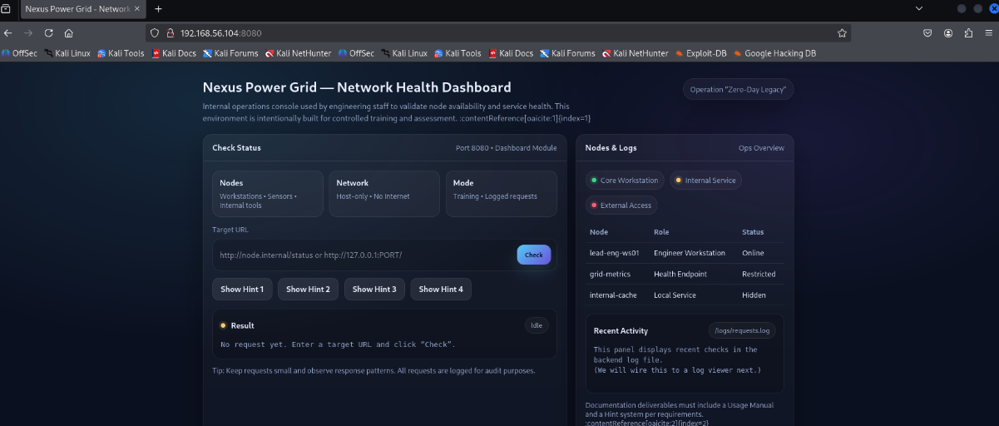 Nexus Power Grid - Network
192.168.56.104:8080
OffSec Kali Linux Kali Tools Kali Docs Kali Forums Kali NetHunter OffSec Kali Linux Kali Tools Kali Docs Kali Forums Kali NetHunter Exploit-DB Google Hacking DB
Nexus Power Grid — Network Health Dashboard
Operation "Zero-Day Legacy"
Internal operations console used by engineering staff to validate node availability and service health. This
environment is intentionally built for controlled training and assessment. :contentReference[oaicite:1]{index=1}
Check Status
Port 8080 • Dashboard Module
Nodes
Workstations • Sensors •
Internal tools
Network
Host-only • No Internet
Mode
Training • Logged requests
Target URL
http://node.internal/status or http://127.0.0.1:PORT/
Check
Show Hint 1
Show Hint 2
Show Hint 3
Show Hint 4
Result
Idle
No request yet. Enter a target URL and click “Check”.
Tip: Keep requests small and observe response patterns. All requests are logged for audit purposes.
Nodes & Logs
Ops Overview
Core Workstation
Internal Service
External Access
Node Role Status
lead-eng-ws01 Engineer Workstation Online
grid-metrics Health Endpoint Restricted
internal-cache Local Service Hidden
Recent Activity
/logs/requests.log
This panel displays recent checks in the
backend log file.
(We will wire this to a log viewer next.)
Documentation deliverables must include a Usage Manual
and a Hint system per requirements.
:contentReference[oaicite:2]{index=2}